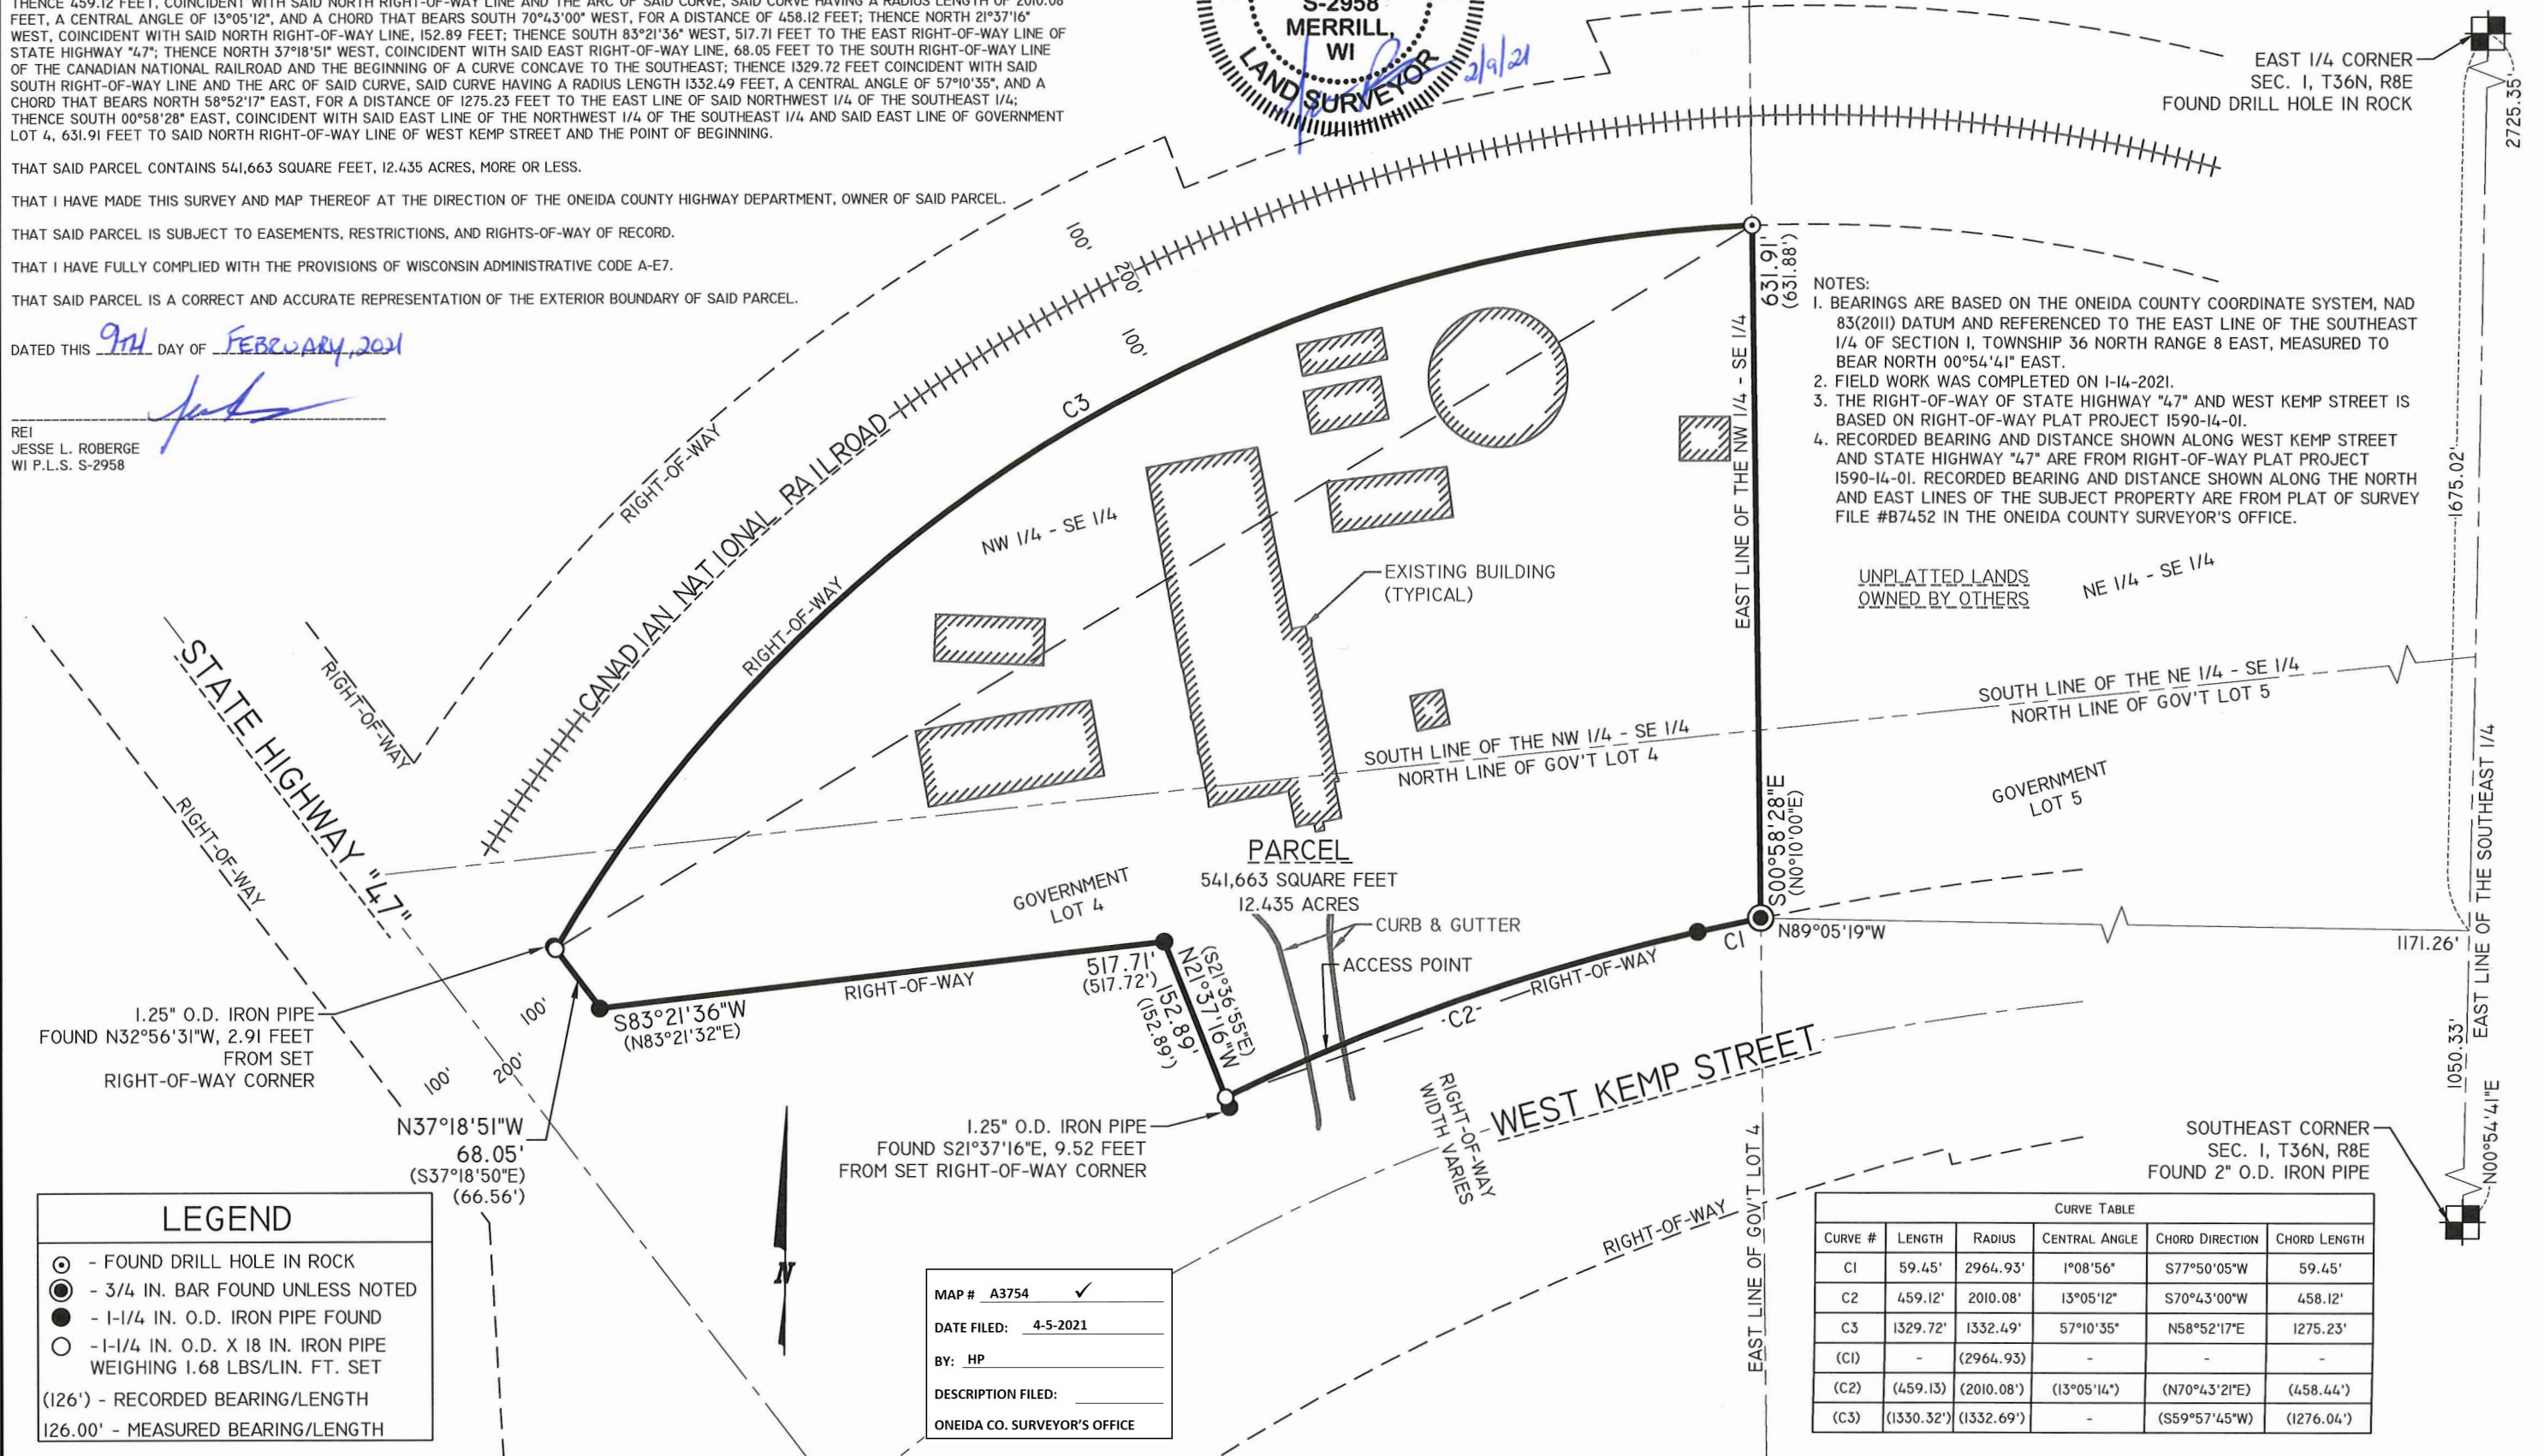 THENCE 459.12 FEET, COINCIDENT WITH SAID NORTH RIGHT-OF-WAY LINE AND THE ARC OF SAID CURVE, SAID CURVE HAVING A RADIUS LENGTH OF 2010.08
FEET, A CENTRAL ANGLE OF 13°05'12", AND A CHORD THAT BEARS SOUTH 70°43'00" WEST, FOR A DISTANCE OF 458.12 FEET; THENCE NORTH 21°37'16"
WEST, COINCIDENT WITH SAID NORTH RIGHT-OF-WAY LINE, 152.89 FEET; THENCE SOUTH 83°21'36" WEST, 517.71 FEET TO THE EAST RIGHT-OF-WAY LINE OF
STATE HIGHWAY "47"; THENCE NORTH 37°18'51" WEST, COINCIDENT WITH SAID EAST RIGHT-OF-WAY LINE, 68.05 FEET TO THE SOUTH RIGHT-OF-WAY LINE
OF THE CANADIAN NATIONAL RAILROAD AND THE BEGINNING OF A CURVE CONCAVE TO THE SOUTHEAST; THENCE 1329.72 FEET COINCIDENT WITH SAID
SOUTH RIGHT-OF-WAY LINE AND THE ARC OF SAID CURVE, SAID CURVE HAVING A RADIUS LENGTH 1332.49 FEET, A CENTRAL ANGLE OF 57°10'35", AND A
CHORD THAT BEARS NORTH 58°52'17" EAST, FOR A DISTANCE OF 1275.23 FEET TO THE EAST LINE OF SAID NORTHWEST 1/4 OF THE SOUTHEAST 1/4;
THENCE SOUTH 00°58'28" EAST, COINCIDENT WITH SAID EAST LINE OF THE NORTHWEST 1/4 OF THE SOUTHEAST 1/4 AND SAID EAST LINE OF GOVERNMENT
LOT 4, 631.91 FEET TO SAID NORTH RIGHT-OF-WAY LINE OF WEST KEMP STREET AND THE POINT OF BEGINNING.
THAT SAID PARCEL CONTAINS 541,663 SQUARE FEET, 12.435 ACRES, MORE OR LESS.
THAT I HAVE MADE THIS SURVEY AND MAP THEREOF AT THE DIRECTION OF THE ONEIDA COUNTY HIGHWAY DEPARTMENT, OWNER OF SAID PARCEL.
THAT SAID PARCEL IS SUBJECT TO EASEMENTS, RESTRICTIONS, AND RIGHTS-OF-WAY OF RECORD.
THAT I HAVE FULLY COMPLIED WITH THE PROVISIONS OF WISCONSIN ADMINISTRATIVE CODE A-E7.
THAT SAID PARCEL IS A CORRECT AND ACCURATE REPRESENTATION OF THE EXTERIOR BOUNDARY OF SAID PARCEL.
DATED THIS 9TH DAY OF FEBRUARY, 2021
REI
JESSE L. ROBERGE
WI P.L.S. S-2958
S-2958
MERRILL,
WI
LAND SURVEYOR
2/9/21
EAST 1/4 CORNER
SEC. 1, T36N, R8E
FOUND DRILL HOLE IN ROCK
2725.35'
NOTES:
1. BEARINGS ARE BASED ON THE ONEIDA COUNTY COORDINATE SYSTEM, NAD
83(2011) DATUM AND REFERENCED TO THE EAST LINE OF THE SOUTHEAST
1/4 OF SECTION 1, TOWNSHIP 36 NORTH RANGE 8 EAST, MEASURED TO
BEAR NORTH 00°54'41" EAST.
2. FIELD WORK WAS COMPLETED ON 1-14-2021.
3. THE RIGHT-OF-WAY OF STATE HIGHWAY "47" AND WEST KEMP STREET IS
BASED ON RIGHT-OF-WAY PLAT PROJECT 1590-14-01.
4. RECORDED BEARING AND DISTANCE SHOWN ALONG WEST KEMP STREET
AND STATE HIGHWAY "47" ARE FROM RIGHT-OF-WAY PLAT PROJECT
1590-14-01. RECORDED BEARING AND DISTANCE SHOWN ALONG THE NORTH
AND EAST LINES OF THE SUBJECT PROPERTY ARE FROM PLAT OF SURVEY
FILE #B7452 IN THE ONEIDA COUNTY SURVEYOR'S OFFICE.
100'
200'
100'
C3
CANADIAN NATIONAL RAILROAD
RIGHT-OF-WAY
RIGHT-OF-WAY
NW 1/4 - SE 1/4
EXISTING BUILDING
(TYPICAL)
EAST LINE OF THE NW 1/4 - SE 1/4
631.91'
(631.88')
1675.02'
UNPLATTED LANDS
OWNED BY OTHERS
NE 1/4 - SE 1/4
SOUTH LINE OF THE NE 1/4 - SE 1/4
NORTH LINE OF GOV'T LOT 5
SOUTH LINE OF THE NW 1/4 - SE 1/4
NORTH LINE OF GOV'T LOT 4
GOVERNMENT
LOT 5
S00°58'28"E
(N0°10'00"E)
STATE HIGHWAY "47"
RIGHT-OF-WAY
RIGHT-OF-WAY
PARCEL
541,663 SQUARE FEET
12.435 ACRES
GOVERNMENT
LOT 4
CURB & GUTTER
ACCESS POINT
C1
N89°05'19"W
1171.26'
EAST LINE OF THE SOUTHEAST 1/4
1050.33'
N00°54'41"E
517.71'
(517.72')
RIGHT-OF-WAY
S83°21'36"W
(N83°21'32"E)
(S21°36'55"E)
N21°37'16"W
152.89'
(152.89')
C2
RIGHT-OF-WAY
1.25" O.D. IRON PIPE
FOUND N32°56'31"W, 2.91 FEET
FROM SET
RIGHT-OF-WAY CORNER
100'
100'
200'
N37°18'51"W
68.05'
(S37°18'50"E)
(66.56')
1.25" O.D. IRON PIPE
FOUND S21°37'16"E, 9.52 FEET
FROM SET RIGHT-OF-WAY CORNER
WEST KEMP STREET
RIGHT-OF-WAY
WIDTH VARIES
RIGHT-OF-WAY
EAST LINE OF GOV'T LOT 4
SOUTHEAST CORNER
SEC. 1, T36N, R8E
FOUND 2" O.D. IRON PIPE
LEGEND
- FOUND DRILL HOLE IN ROCK
- 3/4 IN. BAR FOUND UNLESS NOTED
- 1-1/4 IN. O.D. IRON PIPE FOUND
- 1-1/4 IN. O.D. X 18 IN. IRON PIPE
WEIGHING 1.68 LBS/LIN. FT. SET
(126') - RECORDED BEARING/LENGTH
126.00' - MEASURED BEARING/LENGTH
N
MAP # A3754 ✓
DATE FILED: 4-5-2021
BY: HP
DESCRIPTION FILED:
ONEIDA CO. SURVEYOR'S OFFICE
CURVE TABLE
CURVE # LENGTH RADIUS CENTRAL ANGLE CHORD DIRECTION CHORD LENGTH
C1 59.45' 2964.93' 1°08'56" S77°50'05"W 59.45'
C2 459.12' 2010.08' 13°05'12" S70°43'00"W 458.12'
C3 1329.72' 1332.49' 57°10'35" N58°52'17"E 1275.23'
(C1) - (2964.93) - - -
(C2) (459.13) (2010.08') (13°05'14") (N70°43'21"E) (458.44')
(C3) (1330.32') (1332.69') - (S59°57'45"W) (1276.04')